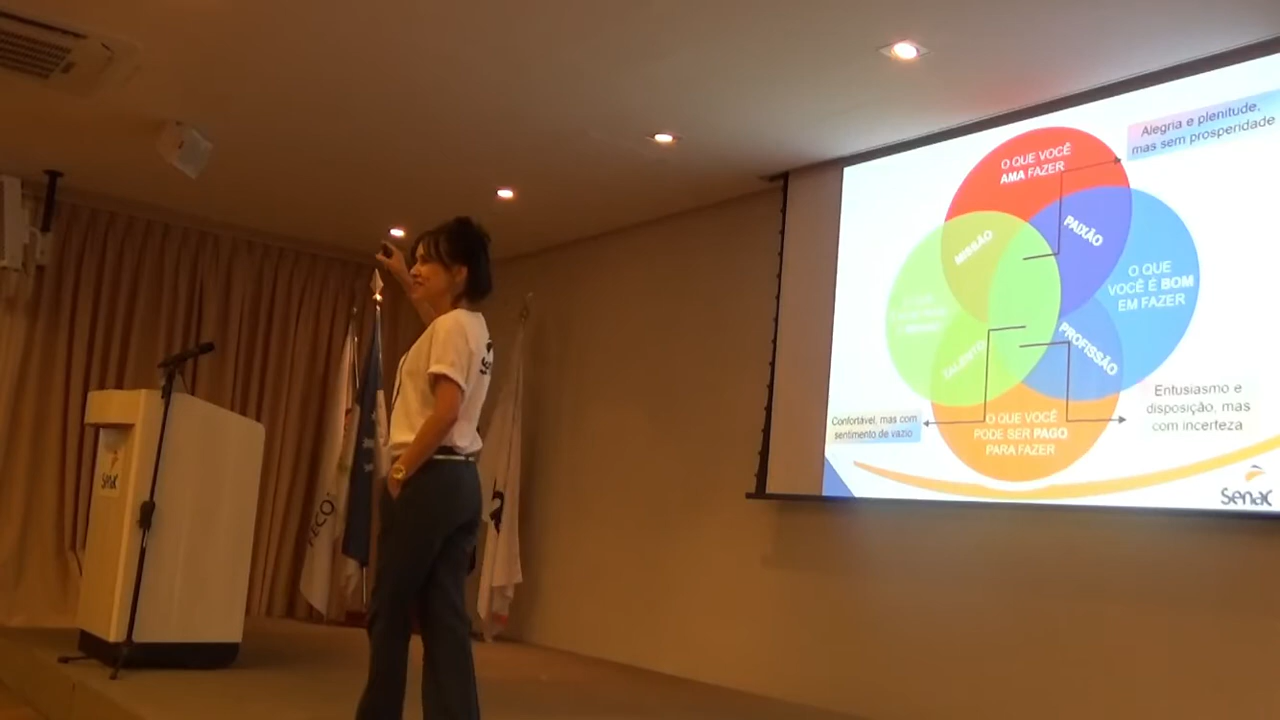 Alegria e plenitude,
mas sem prosperidade
O QUE VOCÊ
AMA FAZER
MISSÃO
PAIXÃO
O QUE
VOCÊ É BOM
EM FAZER
TALENTO
PROFISSÃO
Confortável, mas com
sentimento de vazio
O QUE VOCÊ
PODE SER PAGO
PARA FAZER
Entusiasmo e
disposição, mas
com incerteza
Senac
Senac
FECO